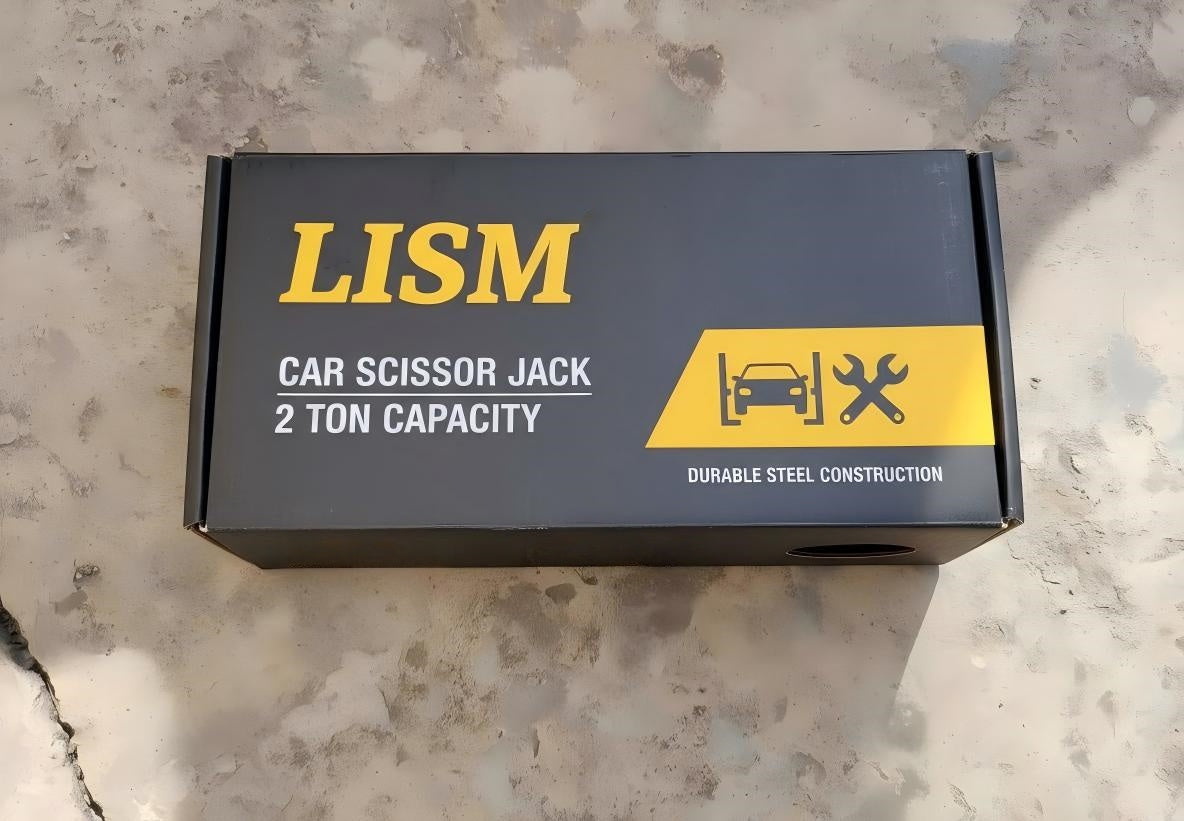 LISM
CAR SCISSOR JACK
2 TON CAPACITY
DURABLE STEEL CONSTRUCTION